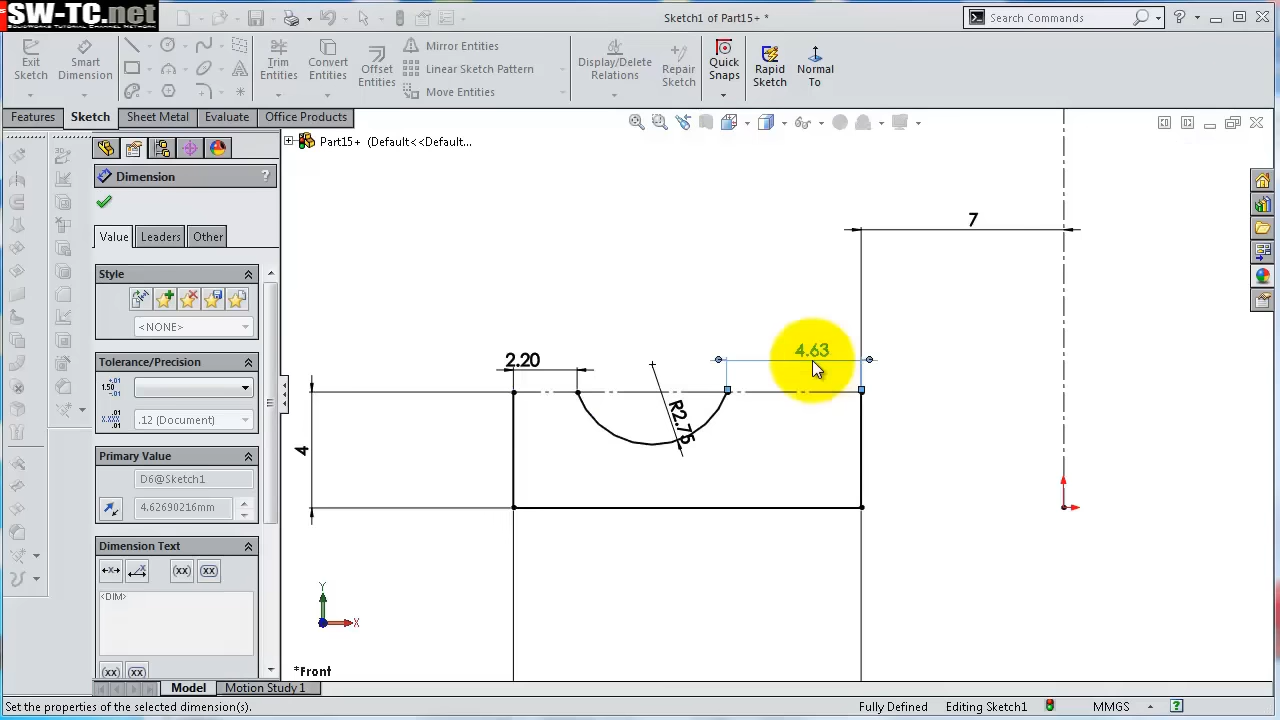 SW-TC.net
SOLIDWORKS TUTORIAL CHANNEL NETWORK
Sketch1 of Part15+ *
Search Commands
Exit Sketch
Smart Dimension
Trim Entities
Convert Entities
Offset Entities
Mirror Entities
Linear Sketch Pattern
Move Entities
Display/Delete Relations
Repair Sketch
Quick Snaps
Rapid Sketch
Normal To
Features
Sketch
Sheet Metal
Evaluate
Office Products
Part15+ (Default<<Default...
Dimension
?
Value
Leaders
Other
Style
<NONE>
Tolerance/Precision
.12 (Document)
Primary Value
D6@Sketch1
4.62690216mm
Dimension Text
<DIM>
7
4.63
2.20
R2.75
4
Y
X
*Front
Model
Motion Study 1
Set the properties of the selected dimension(s).
Fully Defined
Editing Sketch1
MMGS